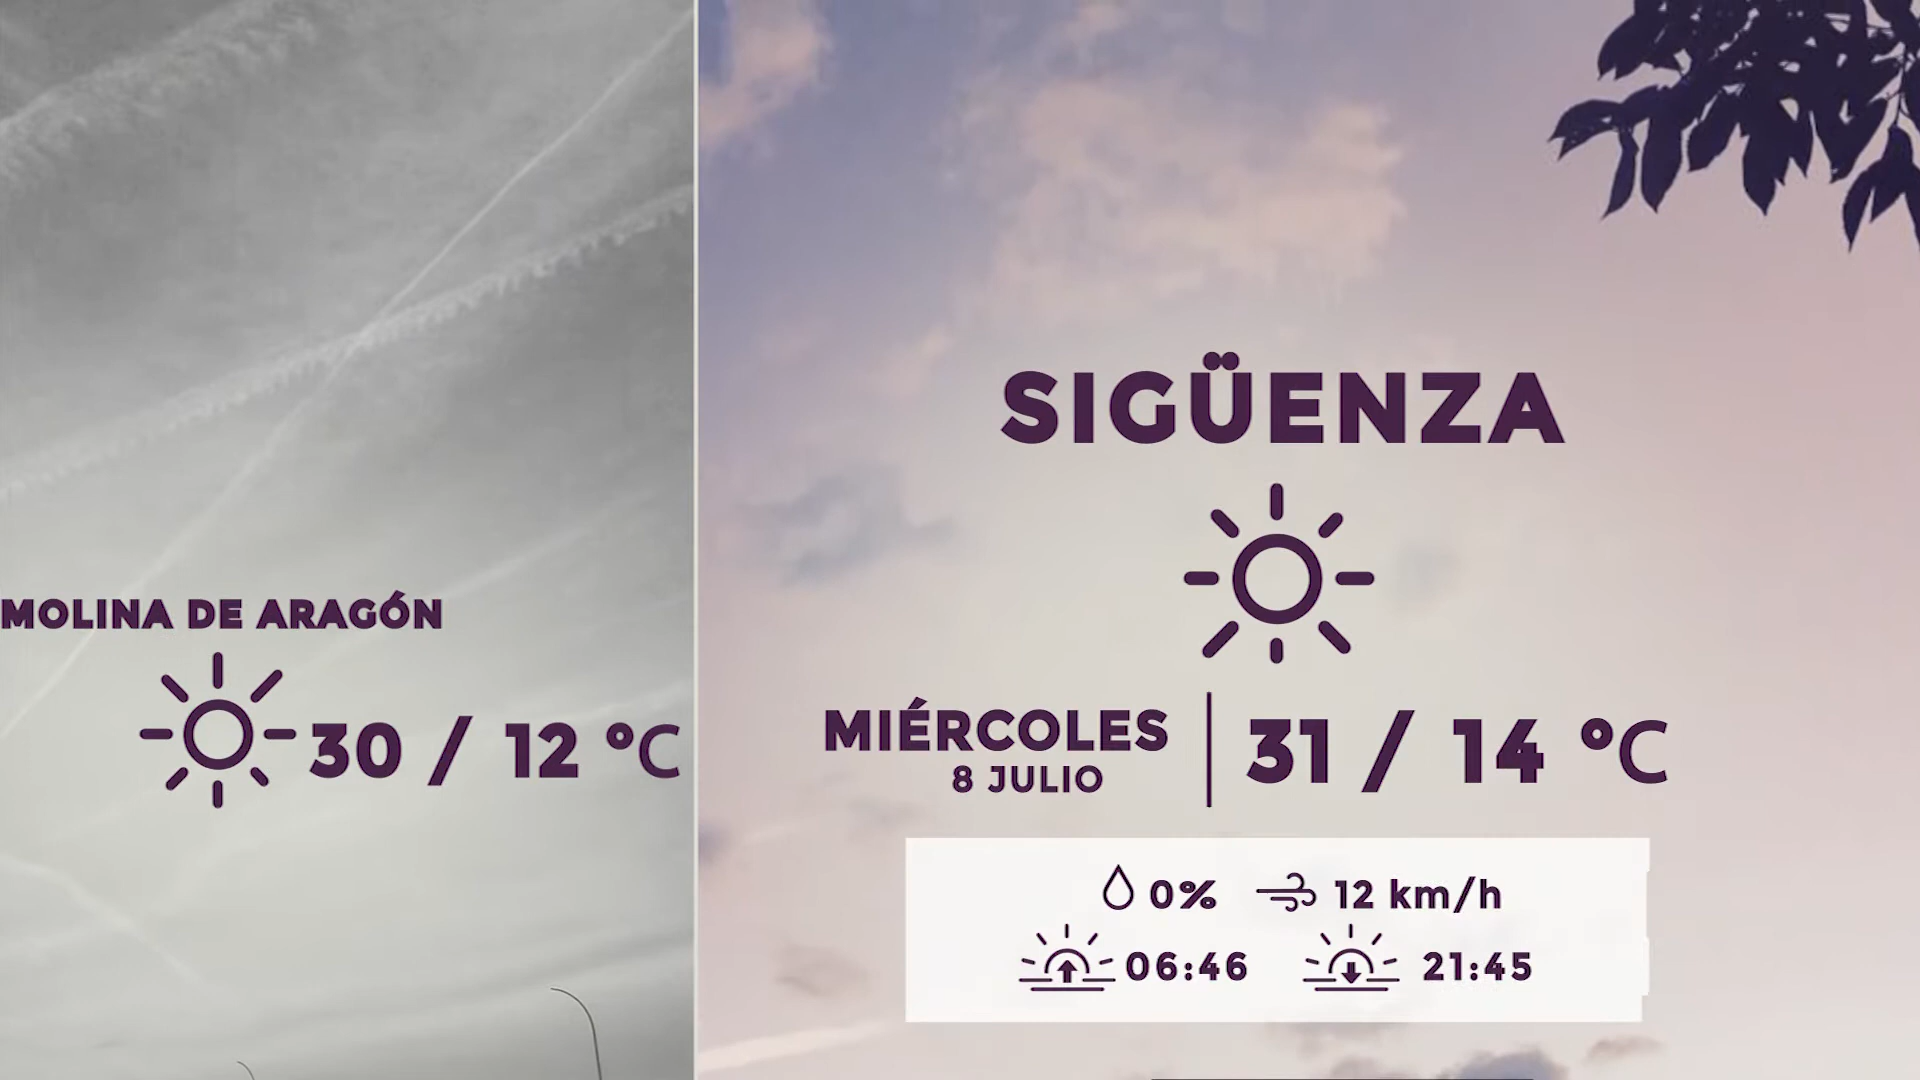 MOLINA DE ARAGÓN
30 / 12 °C
SIGÜENZA
MIÉRCOLES
8 JULIO
31 / 14 °C
0% 12 km/h
06:46 21:45